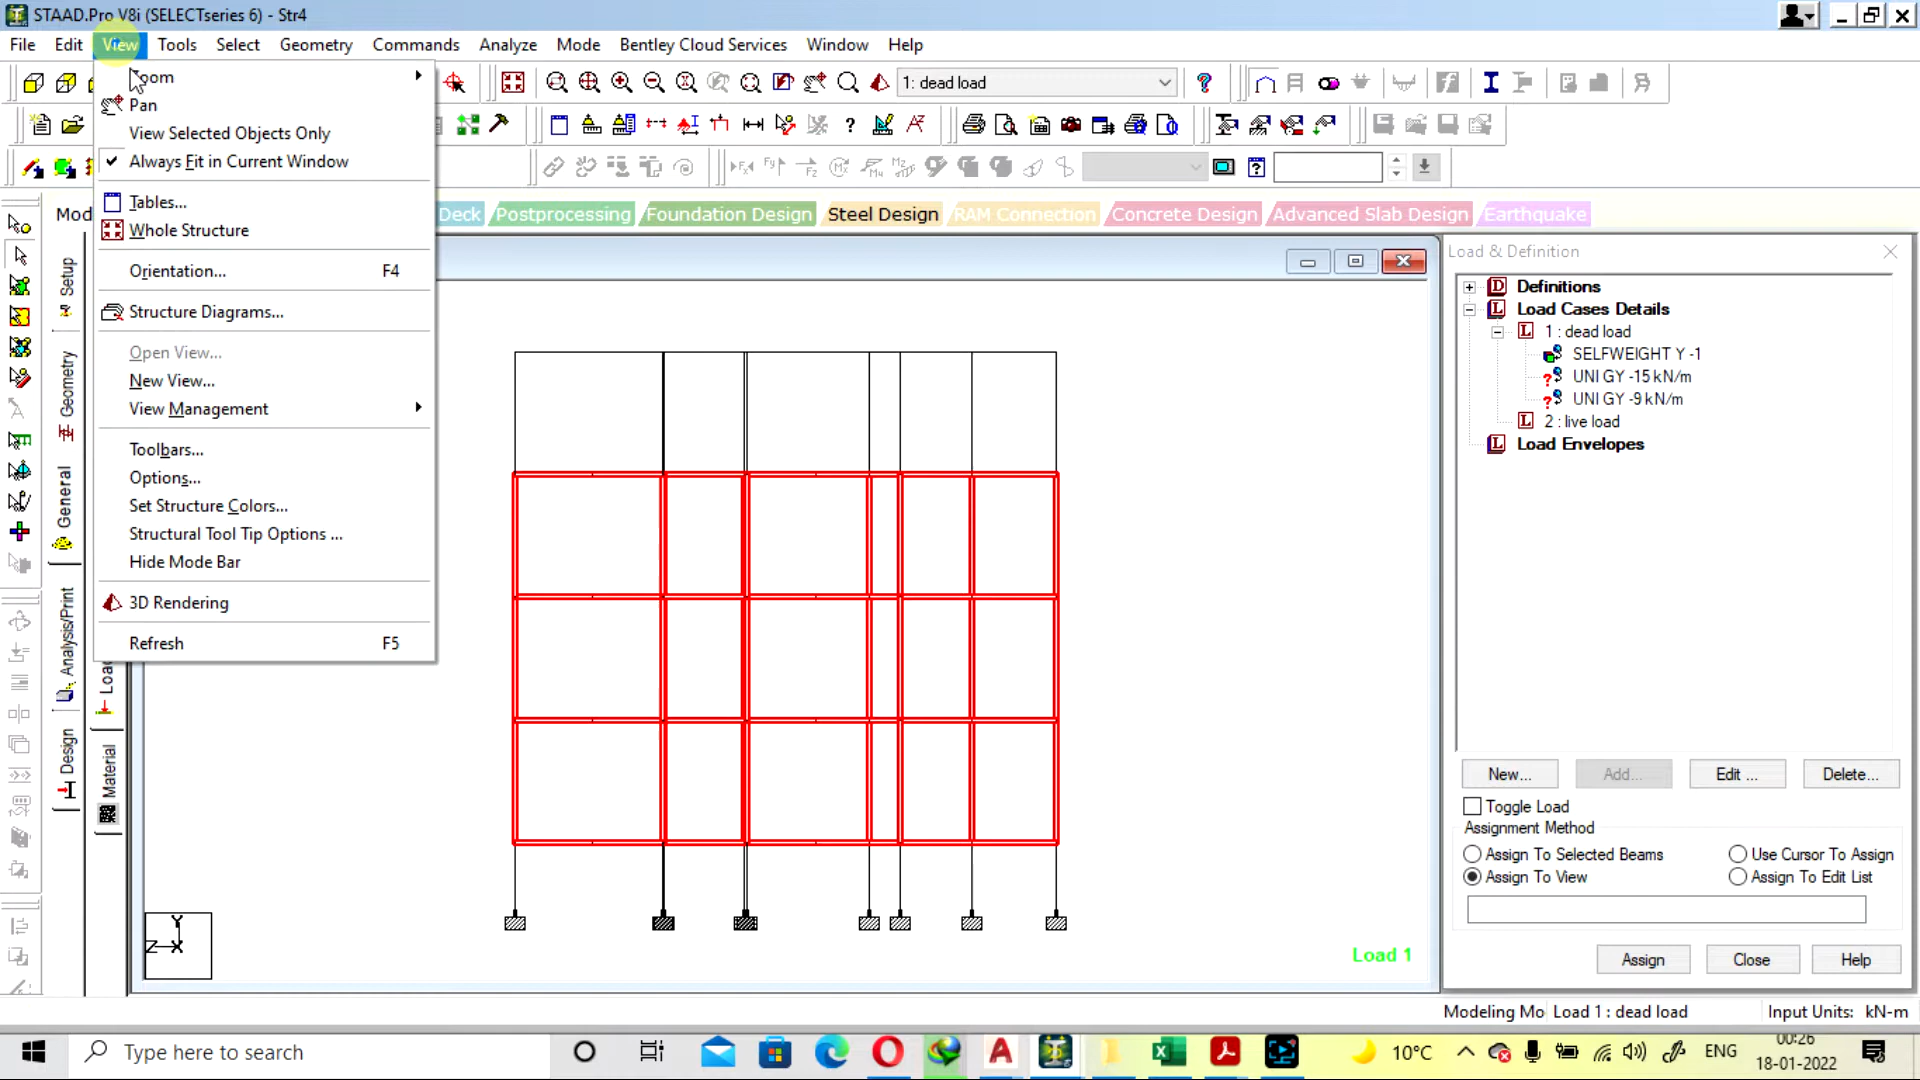 STAAD.Pro V8i (SELECTseries 6) - Str4
File Edit View Tools Select Geometry Commands Analyze Mode Bentley Cloud Services Window Help
1: dead load
Zoom
Pan
View Selected Objects Only
Always Fit in Current Window
Tables...
Whole Structure
Orientation... F4
Structure Diagrams...
Open View...
New View...
View Management
Toolbars...
Options...
Set Structure Colors...
Structural Tool Tip Options ...
Hide Mode Bar
3D Rendering
Refresh F5
Deck Postprocessing Foundation Design Steel Design RAM Connection Concrete Design Advanced Slab Design Earthquake
Setup
Geometry
General
Analysis/Print
Design
Material
Load & Definition
Definitions
Load Cases Details
1 : dead load
SELFWEIGHT Y -1
UNI GY -15 kN/m
UNI GY -9 kN/m
2 : live load
Load Envelopes
New... Add... Edit ... Delete...
Toggle Load
Assignment Method
Assign To Selected Beams Use Cursor To Assign
Assign To View Assign To Edit List
Assign Close Help
Y
Z X
Load 1
Load 1 : dead load Input Units: kN-m
Type here to search
10°C ENG
00:26
18-01-2022